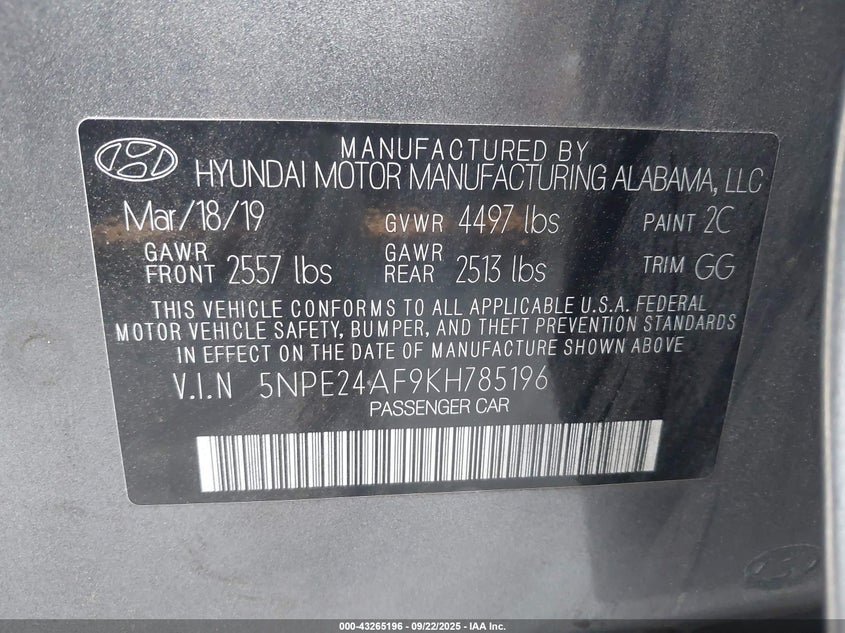 MANUFACTURED BY
HYUNDAI MOTOR MANUFACTURING ALABAMA, LLC
Mar/18/19 GVWR 4497 lbs PAINT 2C
GAWR FRONT 2557 lbs GAWR REAR 2513 lbs TRIM GG
THIS VEHICLE CONFORMS TO ALL APPLICABLE U.S.A. FEDERAL
MOTOR VEHICLE SAFETY, BUMPER, AND THEFT PREVENTION STANDARDS
IN EFFECT ON THE DATE OF MANUFACTURE SHOWN ABOVE
V.I.N 5NPE24AF9KH785196
PASSENGER CAR
000-43265196 - 09/22/2025 - IAA Inc.